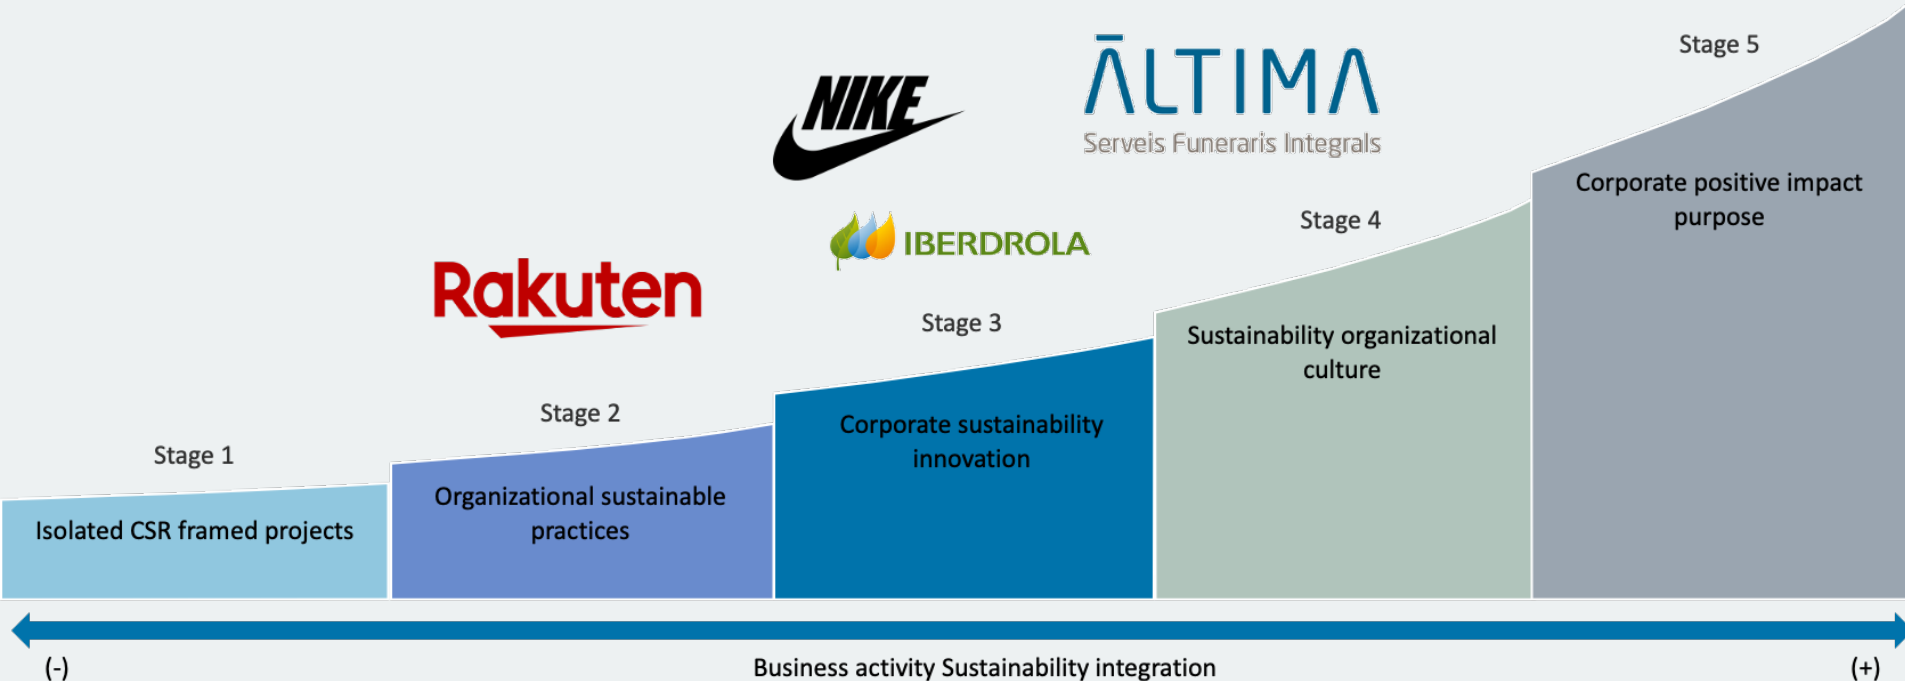 Stage 1
Isolated CSR framed projects
Rakuten
Stage 2
Organizational sustainable
practices
NIKE
IBERDROLA
Stage 3
Corporate sustainability
innovation
ĀLTIMA
Serveis Funeraris Integrals
Stage 4
Sustainability organizational
culture
Stage 5
Corporate positive impact
purpose
(-)
Business activity Sustainability integration
(+)